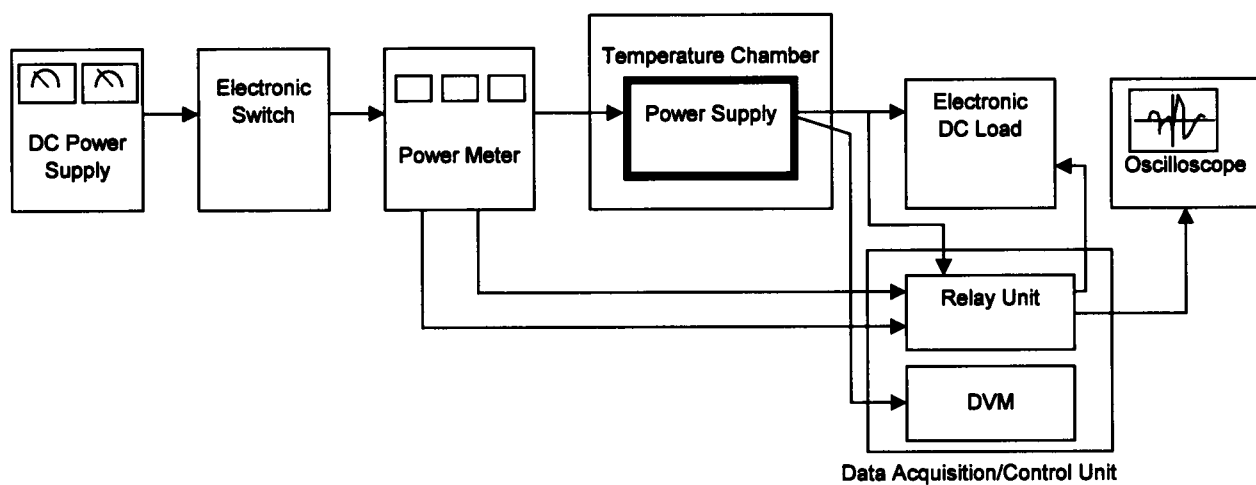 DC Power
Supply
Electronic
Switch
Power Meter
Temperature Chamber
Power Supply
Electronic
DC Load
Oscilloscope
Relay Unit
DVM
Data Acquisition/Control Unit